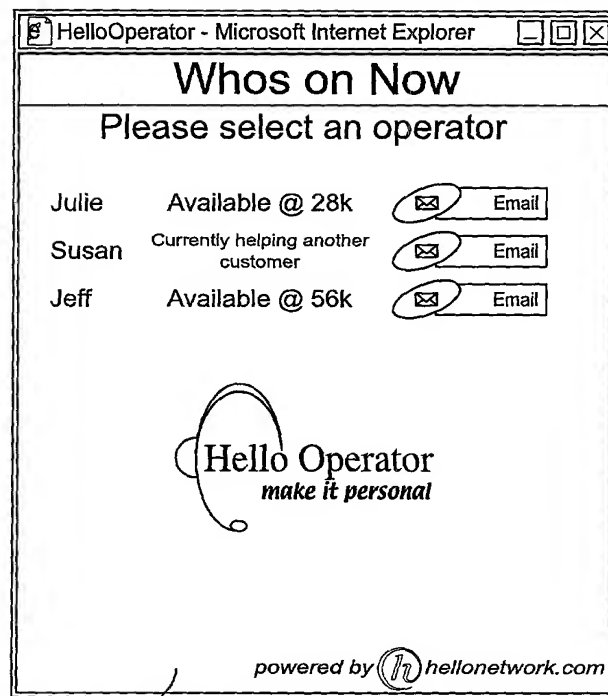 HelloOperator - Microsoft Internet Explorer
Whos on Now
Please select an operator
Julie Available @ 28k Email
Susan Currently helping another customer Email
Jeff Available @ 56k Email
Hello Operator
make it personal
powered by h hellonetwork.com